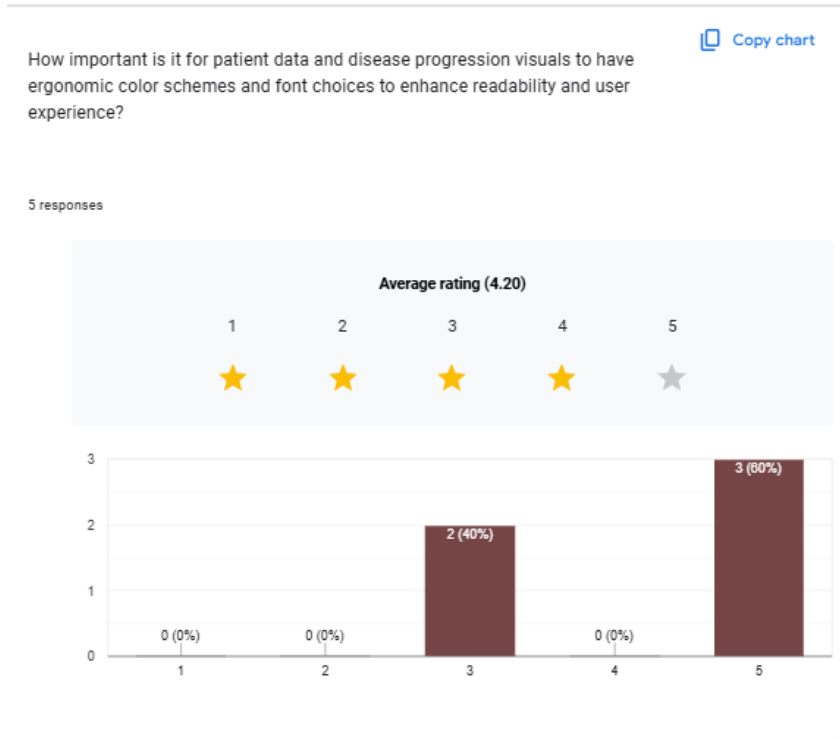 Copy chart
How important is it for patient data and disease progression visuals to have
ergonomic color schemes and font choices to enhance readability and user
experience?
5 responses
Average rating (4.20)
1 2 3 4 5
3
2
1
0
0 (0%) 0 (0%) 2 (40%) 0 (0%) 3 (60%)
1 2 3 4 5